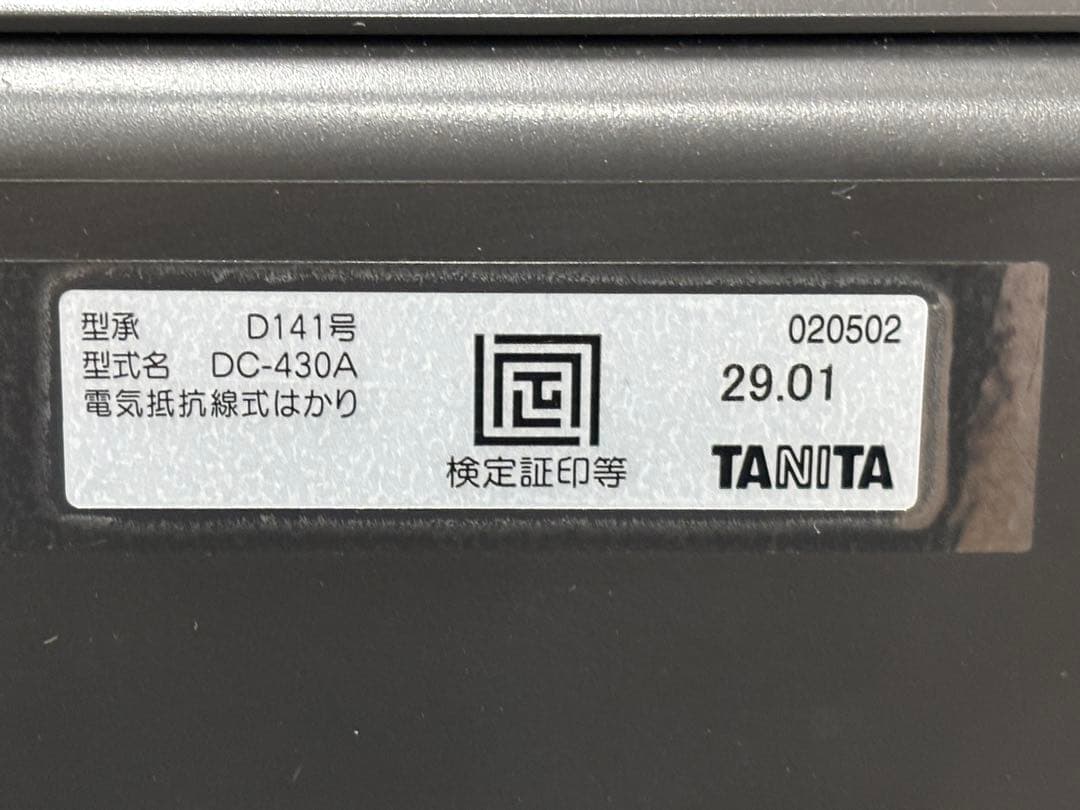 型承 D141号
型式名 DC-430A
電気抵抗線式はかり
検定証印等
020502
29.01
TANITA